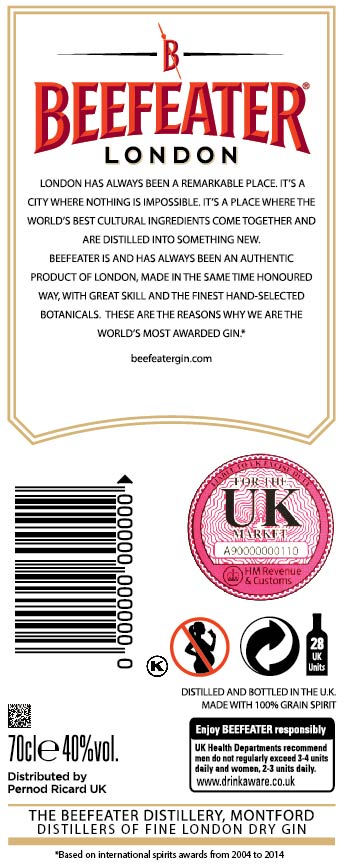 B
BEEFEATER®
LONDON
LONDON HAS ALWAYS BEEN A REMARKABLE PLACE. IT'S A
CITY WHERE NOTHING IS IMPOSSIBLE. IT'S A PLACE WHERE THE
WORLD'S BEST CULTURAL INGREDIENTS COME TOGETHER AND
ARE DISTILLED INTO SOMETHING NEW.
BEEFEATER IS AND HAS ALWAYS BEEN AN AUTHENTIC
PRODUCT OF LONDON, MADE IN THE SAME TIME HONOURED
WAY, WITH GREAT SKILL AND THE FINEST HAND-SELECTED
BOTANICALS. THESE ARE THE REASONS WHY WE ARE THE
WORLD'S MOST AWARDED GIN.*
beefeatergin.com
0 000000 000000
LIABLE TO UK EXCISE DUTY
FOR THE
UK
MARKET
A90000000110
HM Revenue
& Customs
K
28
UK
Units
DISTILLED AND BOTTLED IN THE U.K.
MADE WITH 100% GRAIN SPIRIT
70cl℮ 40%vol.
Distributed by
Pernod Ricard UK
Enjoy BEEFEATER responsibly
UK Health Departments recommend
men do not regularly exceed 3-4 units
daily and women, 2-3 units daily.
www.drinkaware.co.uk
THE BEEFEATER DISTILLERY, MONTFORD
DISTILLERS OF FINE LONDON DRY GIN
*Based on international spirits awards from 2004 to 2014